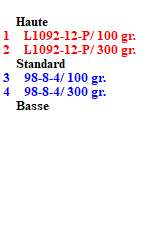 Haute
1 L1092-12-P/ 100 gr.
2 L1092-12-P/ 300 gr.
Standard
3 98-8-4/ 100 gr.
4 98-8-4/ 300 gr.
Basse